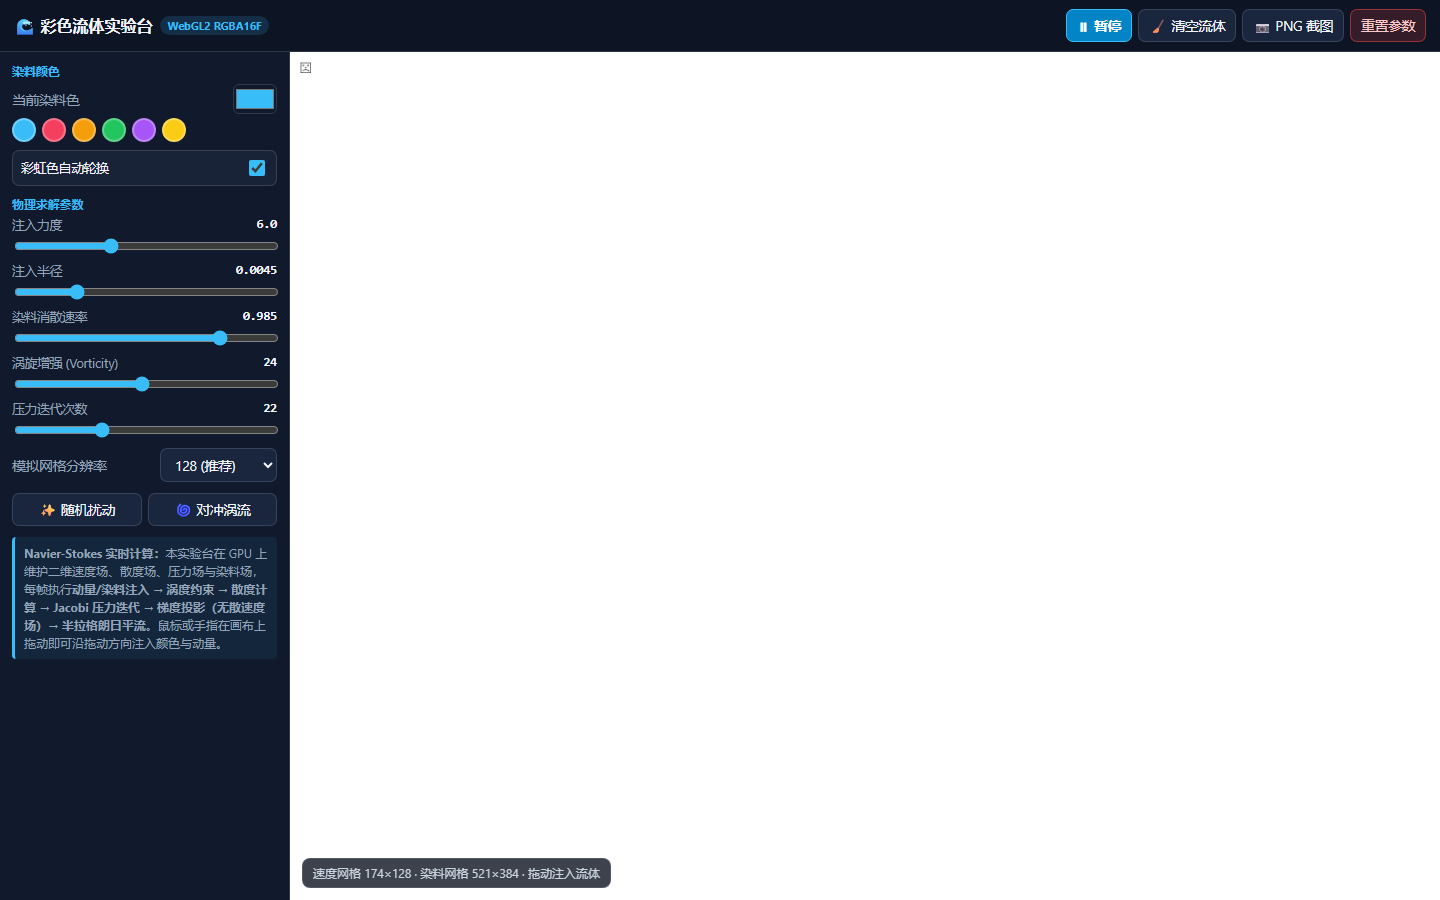 彩色流体实验台
WebGL2 RGBA16F
暂停
清空流体
PNG 截图
重置参数
染料颜色
当前染料色
彩虹色自动轮换
物理求解参数
注入力度 6.0
注入半径 0.0045
染料消散速率 0.985
涡旋增强 (Vorticity) 24
压力迭代次数 22
模拟网格分辨率 128 (推荐)
随机扰动
对冲涡流
Navier-Stokes 实时计算：本实验台在 GPU 上
维护二维速度场、散度场、压力场与染料场，
每帧执行动量/染料注入 → 涡度约束 → 散度计
算 → Jacobi 压力迭代 → 梯度投影（无散速度
场）→ 半拉格朗日平流。鼠标或手指在画布上
拖动即可沿拖动方向注入颜色与动量。
速度网格 174×128 · 染料网格 521×384 · 拖动注入流体